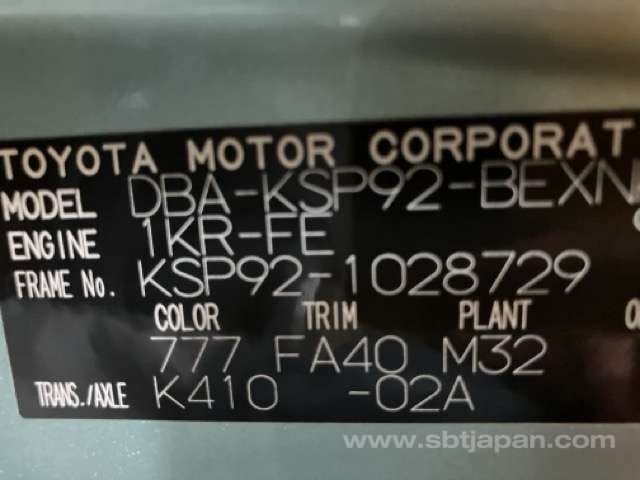 TOYOTA MOTOR CORPORAT
MODEL DBA-KSP92-BEXN
ENGINE 1KR-FE
FRAME No. KSP92-1028729
COLOR TRIM PLANT
777 FA40 M32
TRANS./AXLE K410 -02A
www.sbtjapan.com